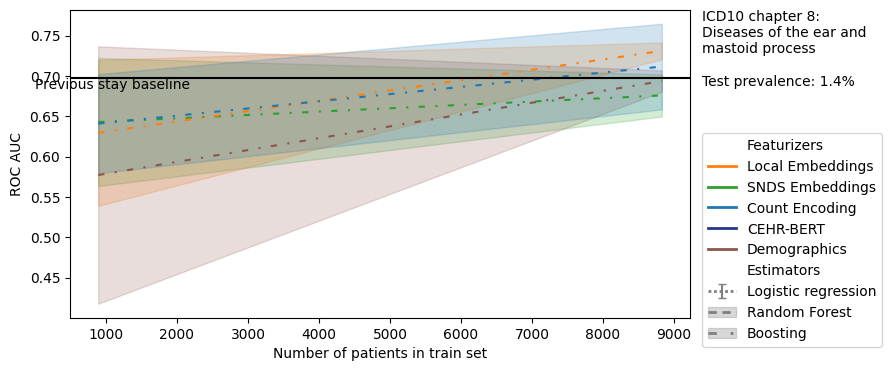 ICD10 chapter 8:
Diseases of the ear and
mastoid process
Test prevalence: 1.4%
0.75
0.70
0.65
0.60
0.55
0.50
0.45
ROC AUC
Previous stay baseline
1000 2000 3000 4000 5000 6000 7000 8000 9000
Number of patients in train set
Featurizers
Local Embeddings
SNDS Embeddings
Count Encoding
CEHR-BERT
Demographics
Estimators
Logistic regression
Random Forest
Boosting